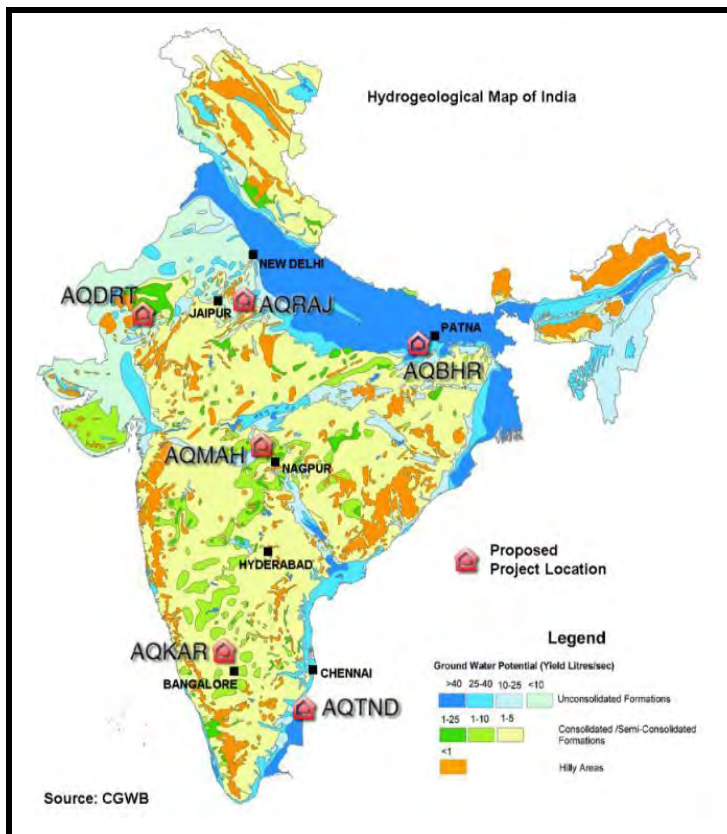 Hydrogeological Map of India
NEW DELHI
AQDRT
JAIPUR
AQRAJ
PATNA
AQBHR
AQMAH
NAGPUR
HYDERABAD
Proposed
Project Location
AQKAR
BANGALORE
CHENNAI
AQTND
Legend
Ground Water Potential (Yield Litres/sec)
>40 25-40 10-25 <10
Unconsolidated Formations
1-25 1-10 1-5
Consolidated /Semi-Consolidated
Formations
<1
Hilly Areas
Source: CGWB